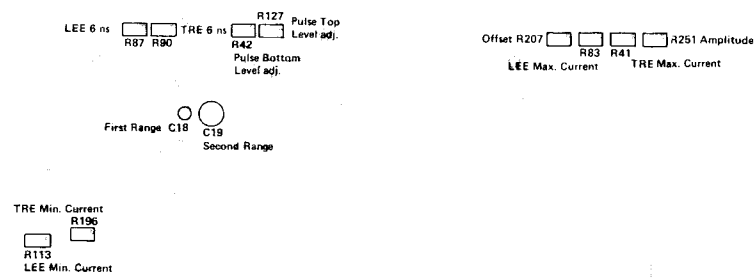 R127
LEE 6 ns
TRE 6 ns
Pulse Top
Level adj.
R87 R90
R42
Pulse Bottom
Level adj.
Offset R207
R251 Amplitude
R83 R41
LEE Max. Current
TRE Max. Current
First Range C18
C19
Second Range
TRE Min. Current
R196
R113
LEE Min. Current